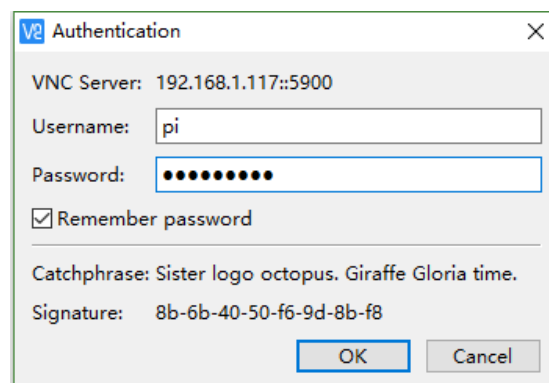 V2 Authentication
VNC Server: 192.168.1.117::5900
Username: pi
Password: ●●●●●●●●●
Remember password
Catchphrase: Sister logo octopus. Giraffe Gloria time.
Signature: 8b-6b-40-50-f6-9d-8b-f8
OK Cancel